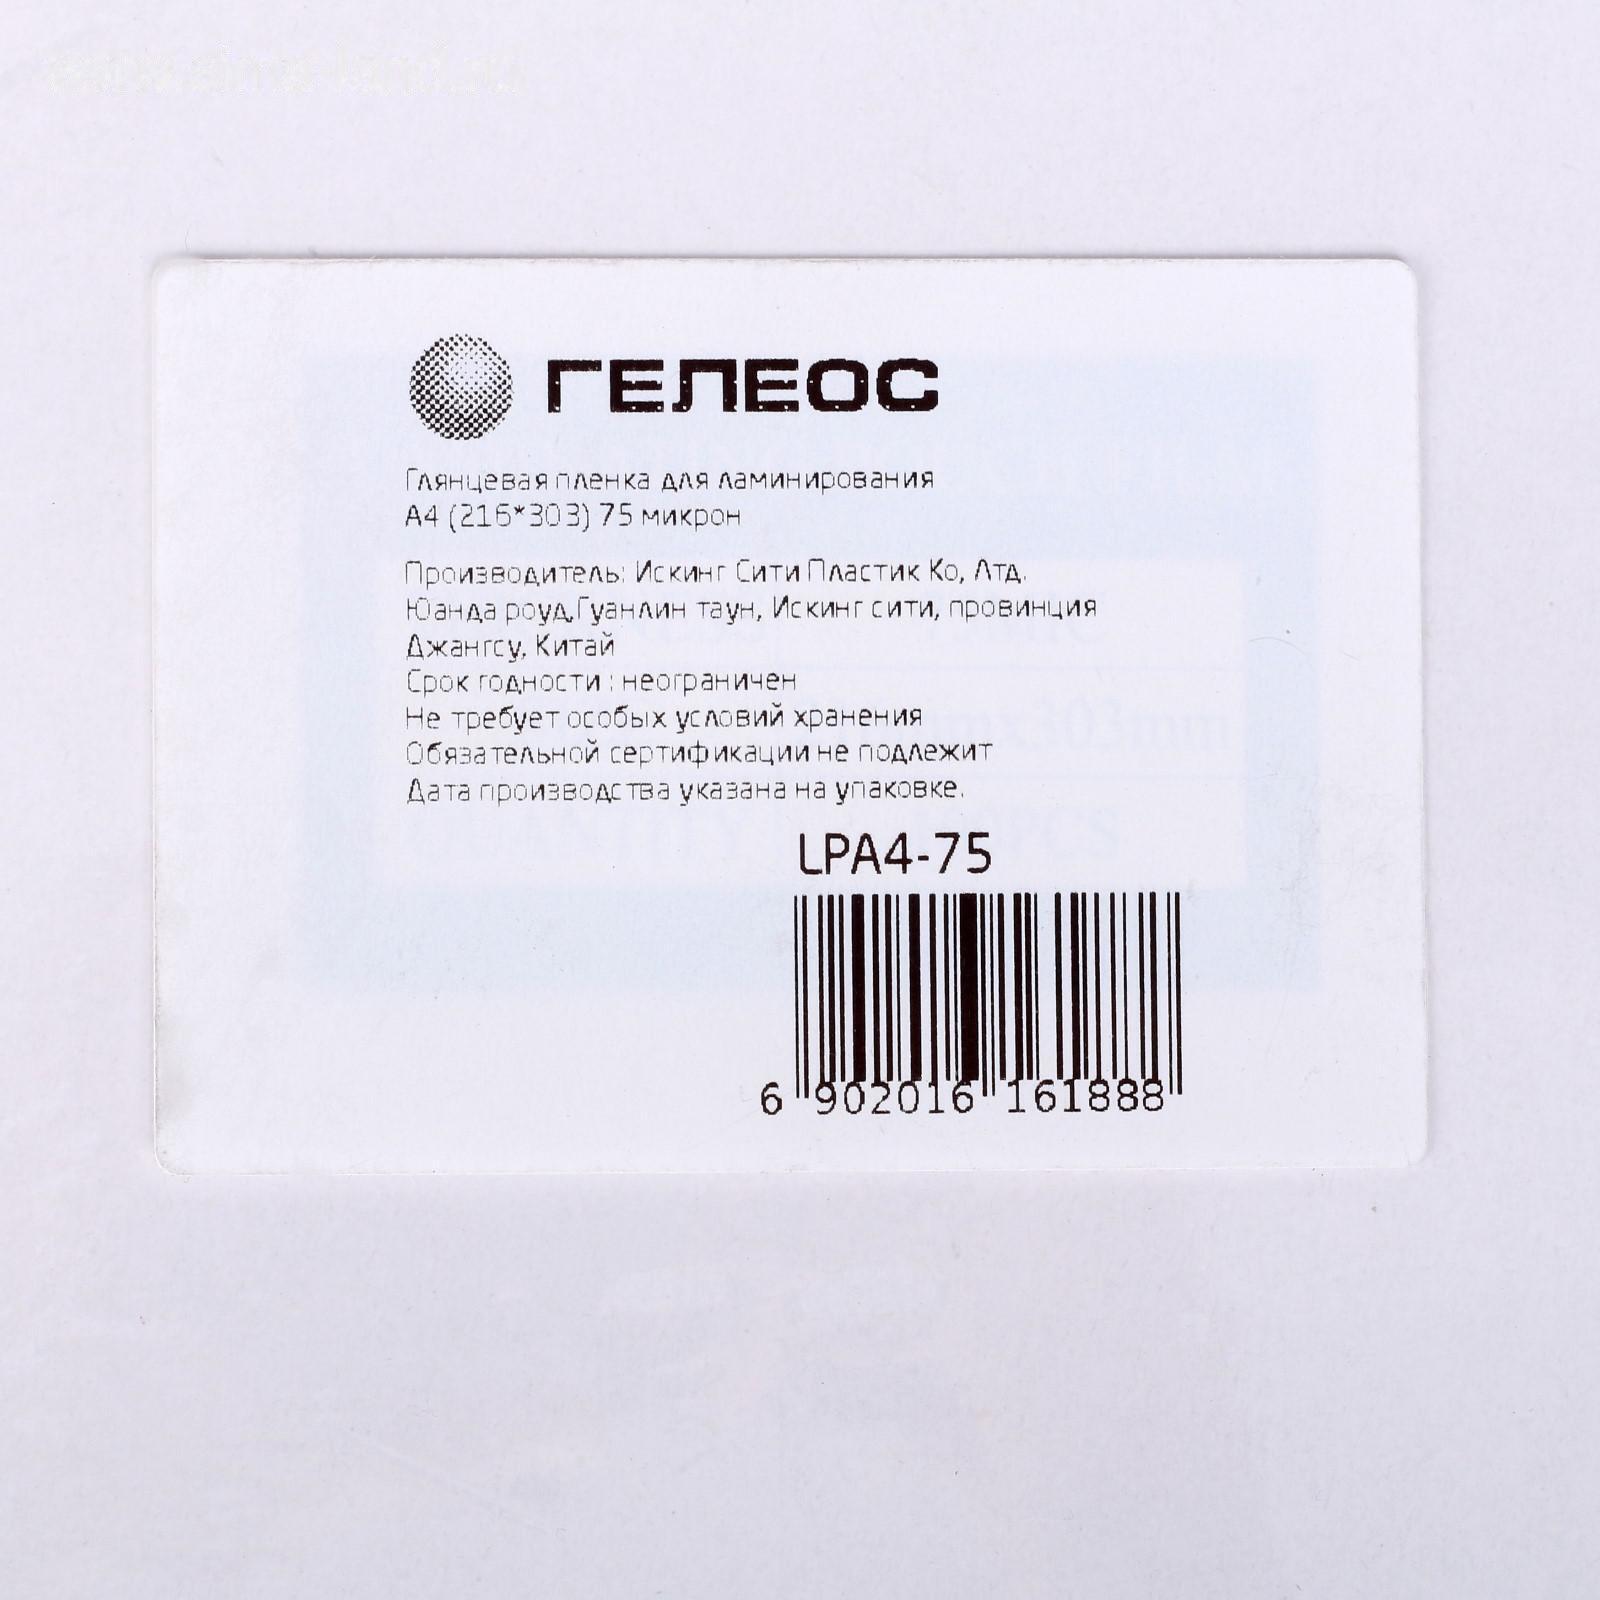 ГЕЛЕОС
Глянцевая пленка для ламинирования
А4 (216*303) 75 микрон
Производитель: Искинг Сити Пластик Ко, Лтд.
Юанда роуд,Гуанлин таун, Искинг сити, провинция
Джангсу, Китай
Срок годности : неограничен
Не требует особых условий хранения
Обязательной сертификации не подлежит
Дата производства указана на упаковке.
LPA4-75
6 902016 161888